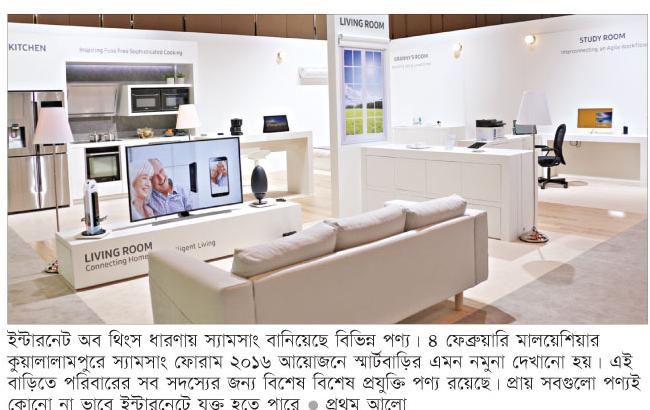 KITCHEN
Inspiring Fuss Free Sophisticated Cooking
LIVING ROOM
GRANNY'S ROOM
STUDY ROOM
Interconnecting an Agile Workflow
LIVING ROOM
Connecting Home lligent Living
ইন্টারনেট অব থিংস ধারণায় স্যামসাং বানিয়েছে বিভিন্ন পণ্য। ৪ ফেব্রুয়ারি মালয়েশিয়ার
কুয়ালালামপুরে স্যামসাং ফোরাম ২০১৬ আয়োজনে স্মার্টবাড়ির এমন নমুনা দেখানো হয়। এই
বাড়িতে পরিবারের সব সদস্যের জন্য বিশেষ বিশেষ প্রযুক্তি পণ্য রয়েছে। প্রায় সবগুলো পণ্যই
কোনো না ভাবে ইন্টারনেটে যুক্ত হতে পারে ● প্রথম আলো